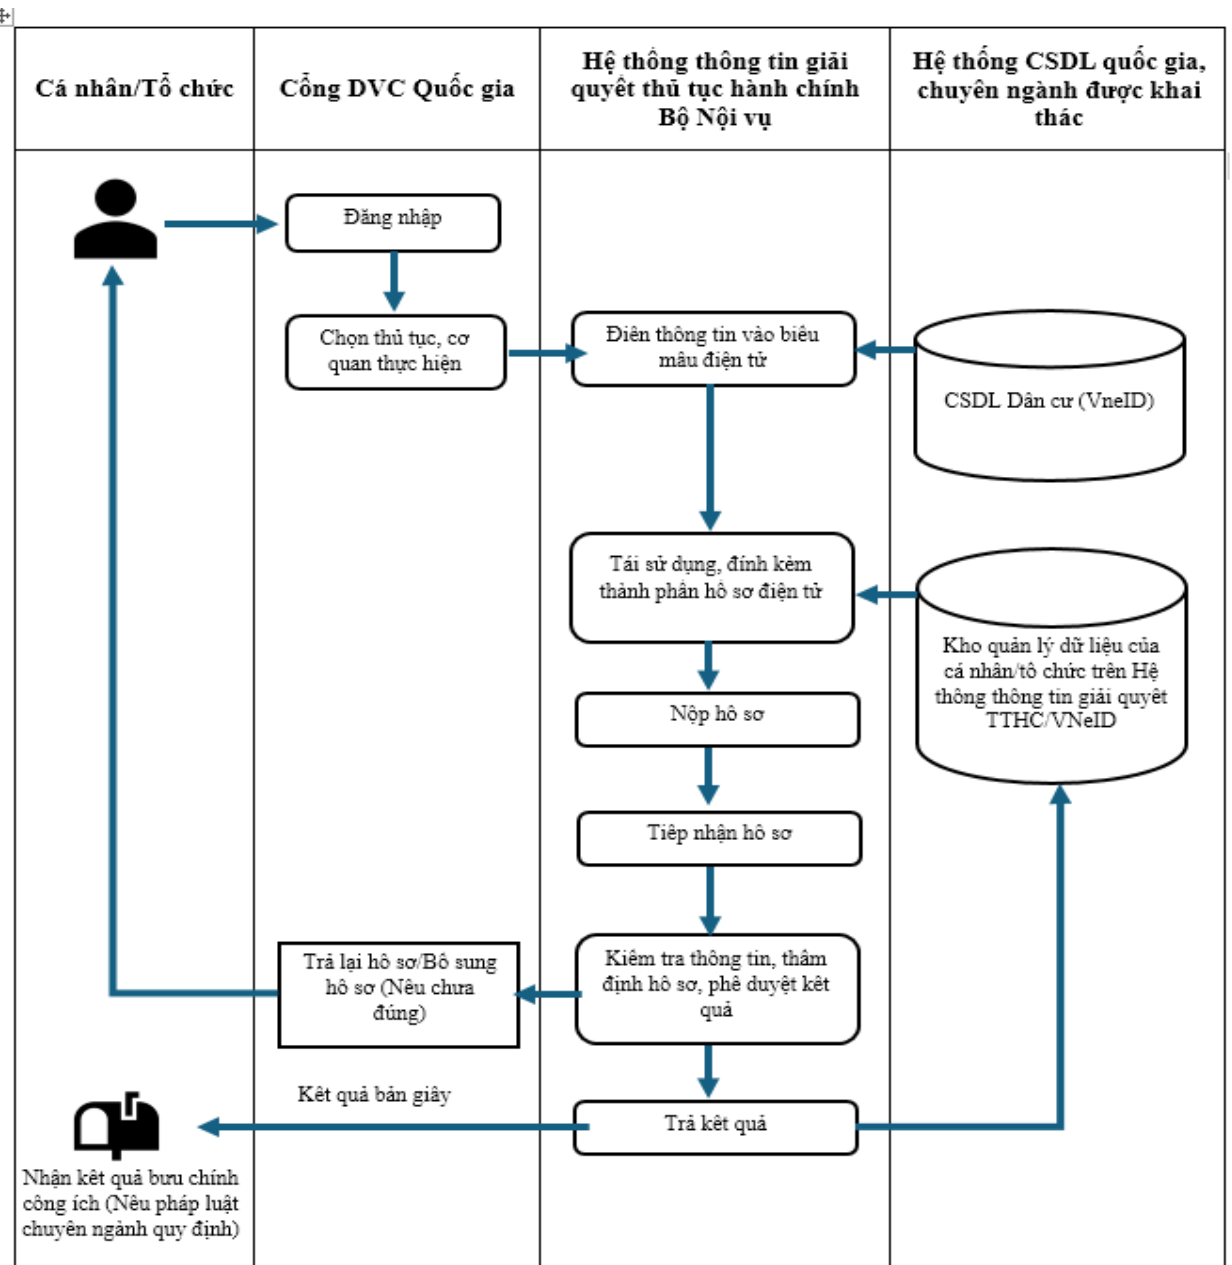 Cá nhân/Tổ chức
Cổng DVC Quốc gia
Hệ thống thông tin giải
quyết thủ tục hành chính
Bộ Nội vụ
Hệ thống CSDL quốc gia,
chuyên ngành được khai
thác
Đăng nhập
Chọn thủ tục, cơ
quan thực hiện
Điền thông tin vào biểu
mẫu điện tử
CSDL Dân cư (VneID)
Tái sử dụng, đính kèm
thành phần hồ sơ điện tử
Kho quản lý dữ liệu của
cá nhân/tổ chức trên Hệ
thống thông tin giải quyết
TTHC/VNeID
Nộp hồ sơ
Tiếp nhận hồ sơ
Kiểm tra thông tin, thẩm
định hồ sơ, phê duyệt kết
quả
Trả lại hồ sơ/Bổ sung
hồ sơ (Nếu chưa
đúng)
Kết quả bản giấy
Trả kết quả
Nhận kết quả bưu chính
công ích (Nếu pháp luật
chuyên ngành quy định)